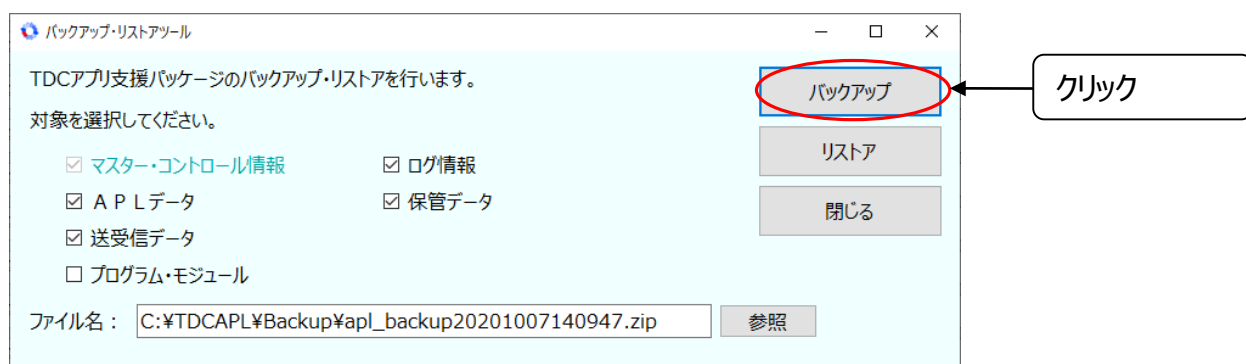 バックアップ・リストアツール
TDCアプリ支援パッケージのバックアップ・リストアを行います。
対象を選択してください。
マスター・コントロール情報
ログ情報
ＡＰＬデータ
保管データ
送受信データ
プログラム・モジュール
ファイル名： C:¥TDCAPL¥Backup¥apl_backup20201007140947.zip 参照
バックアップ
リストア
閉じる
クリック